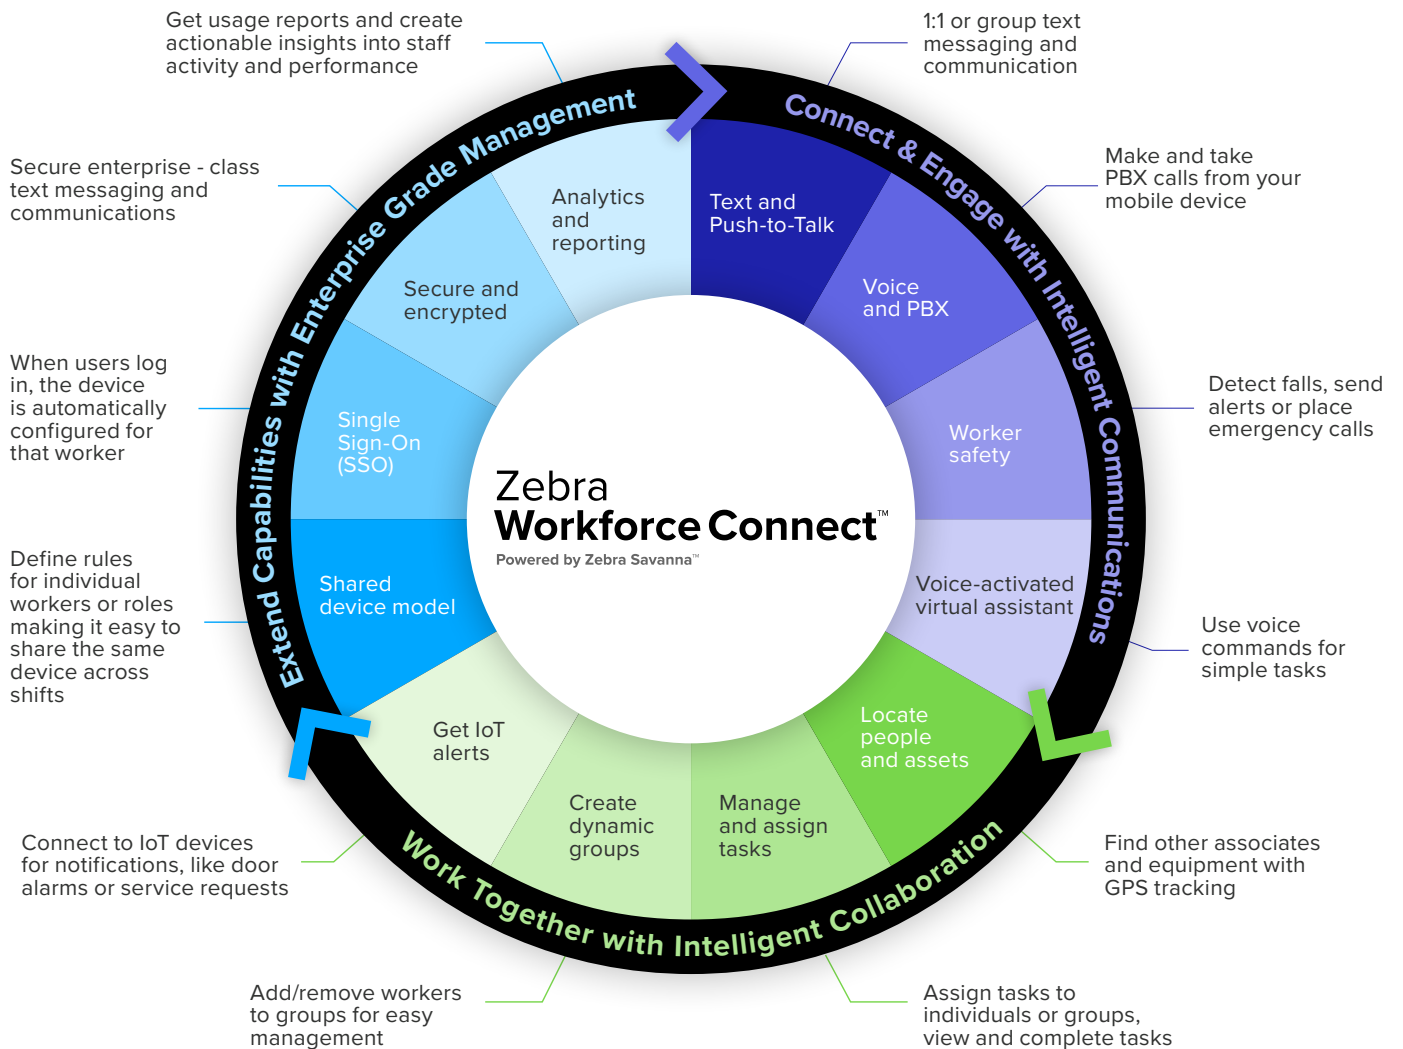 Get usage reports and create
actionable insights into staff
activity and performance
1:1 or group text
messaging and
communication
Secure enterprise - class
text messaging and
communications
Make and take
PBX calls from your
mobile device
When users log
in, the device
is automatically
configured for
that worker
Detect falls, send
alerts or place
emergency calls
Define rules
for individual
workers or roles
making it easy to
share the same
device across
shifts
Use voice
commands for
simple tasks
Connect to IoT devices
for notifications, like door
alarms or service requests
Find other associates
and equipment with
GPS tracking
Add/remove workers
to groups for easy
management
Assign tasks to
individuals or groups,
view and complete tasks
Extend Capabilities with Enterprise Grade Management
Connect & Engage with Intelligent Communications
Work Together with Intelligent Collaboration
Analytics
and
reporting
Text and
Push-to-Talk
Secure and
encrypted
Voice
and PBX
Single
Sign-On
(SSO)
Worker
safety
Shared
device model
Voice-activated
virtual assistant
Get IoT
alerts
Locate
people
and assets
Create
dynamic
groups
Manage
and assign
tasks
Zebra
Workforce Connect™
Powered by Zebra Savanna™